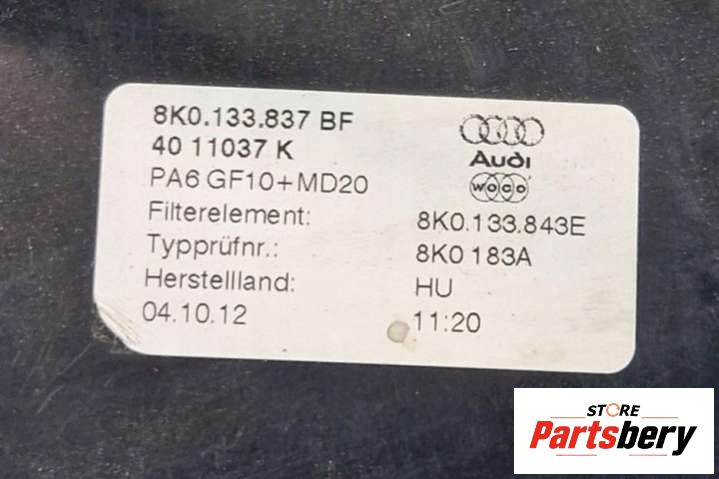 8K0.133.837 BF
40 11037 K
Audi
PA6 GF10+MD20
WOCO
Filterelement: 8K0.133.843E
Typprüfnr.: 8K0 183A
Herstellland: HU
04.10.12 11:20
STORE
Partsbery